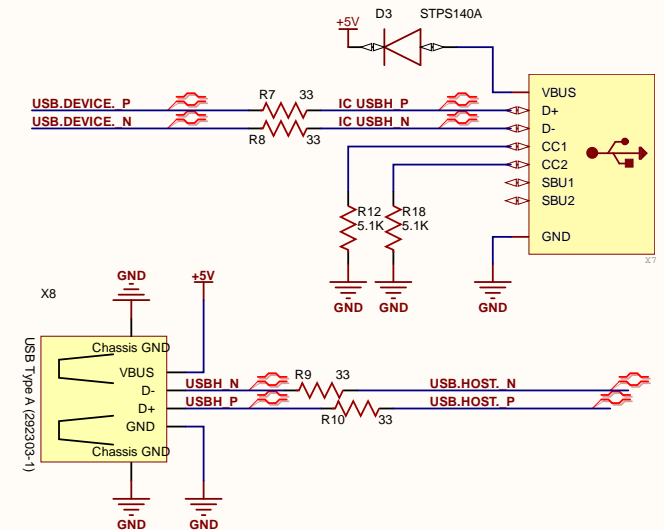 D3 STPS140A
+5V
VBUS
R7 33
USB.DEVICE._P IC USBH_P D+
USB.DEVICE._N IC USBH_N D-
R8 33
CC1
CC2
SBU1
SBU2
R12 R18
5.1K 5.1K
GND
X7
GND GND GND
GND +5V
X8
Chassis GND
VBUS
R9 33
D- USBH_N USB.HOST._N
D+ USBH_P USB.HOST._P
R10 33
GND
Chassis GND
USB Type A (292303-1)
GND GND